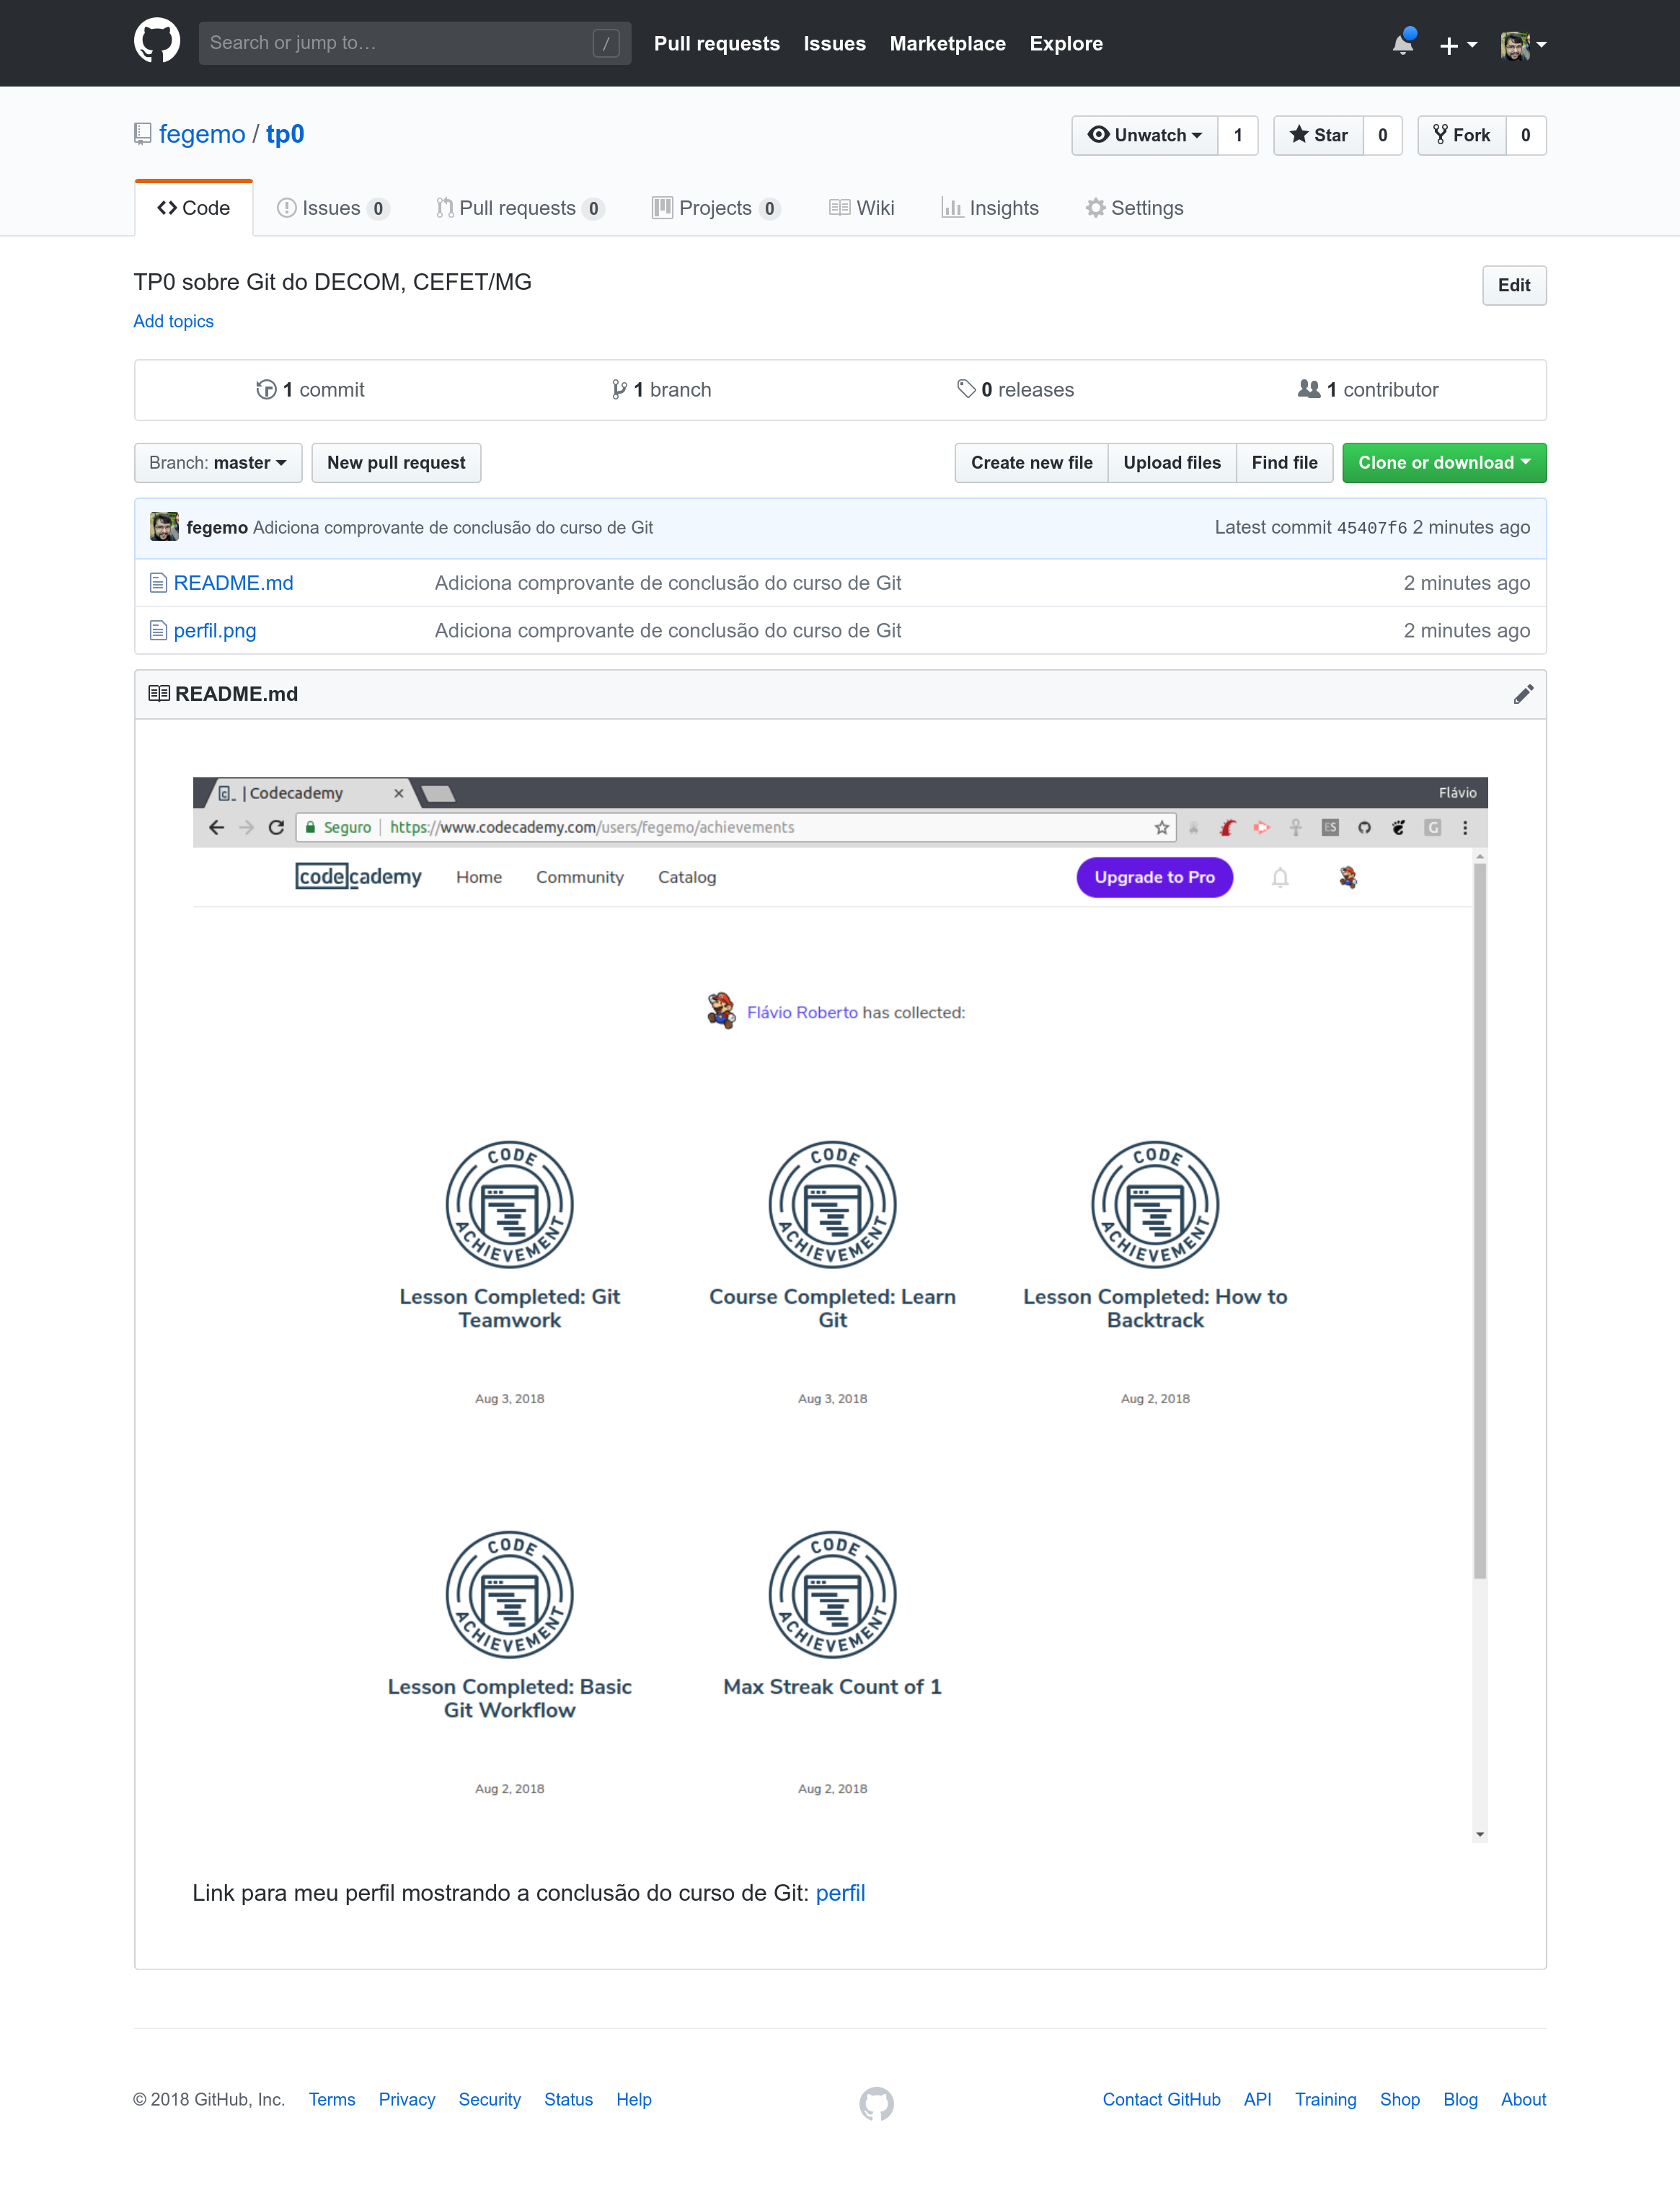 Search or jump to… /
Pull requests Issues Marketplace Explore
fegemo / tp0
Unwatch 1 Star 0 Fork 0
Code Issues 0 Pull requests 0 Projects 0 Wiki Insights Settings
TP0 sobre Git do DECOM, CEFET/MG
Edit
Add topics
1 commit 1 branch 0 releases 1 contributor
Branch: master New pull request Create new file Upload files Find file Clone or download
fegemo Adiciona comprovante de conclusão do curso de Git Latest commit 45407f6 2 minutes ago
README.md Adiciona comprovante de conclusão do curso de Git 2 minutes ago
perfil.png Adiciona comprovante de conclusão do curso de Git 2 minutes ago
README.md
| Codecademy Flávio
Seguro https://www.codecademy.com/users/fegemo/achievements ES G
codecademy Home Community Catalog Upgrade to Pro
Flávio Roberto has collected:
CODE ACHIEVEMENT CODE ACHIEVEMENT CODE ACHIEVEMENT
Lesson Completed: Git Course Completed: Learn Lesson Completed: How to
Teamwork Git Backtrack
Aug 3, 2018 Aug 3, 2018 Aug 2, 2018
CODE ACHIEVEMENT CODE ACHIEVEMENT
Lesson Completed: Basic Max Streak Count of 1
Git Workflow
Aug 2, 2018 Aug 2, 2018
Link para meu perfil mostrando a conclusão do curso de Git: perfil
© 2018 GitHub, Inc. Terms Privacy Security Status Help Contact GitHub API Training Shop Blog About